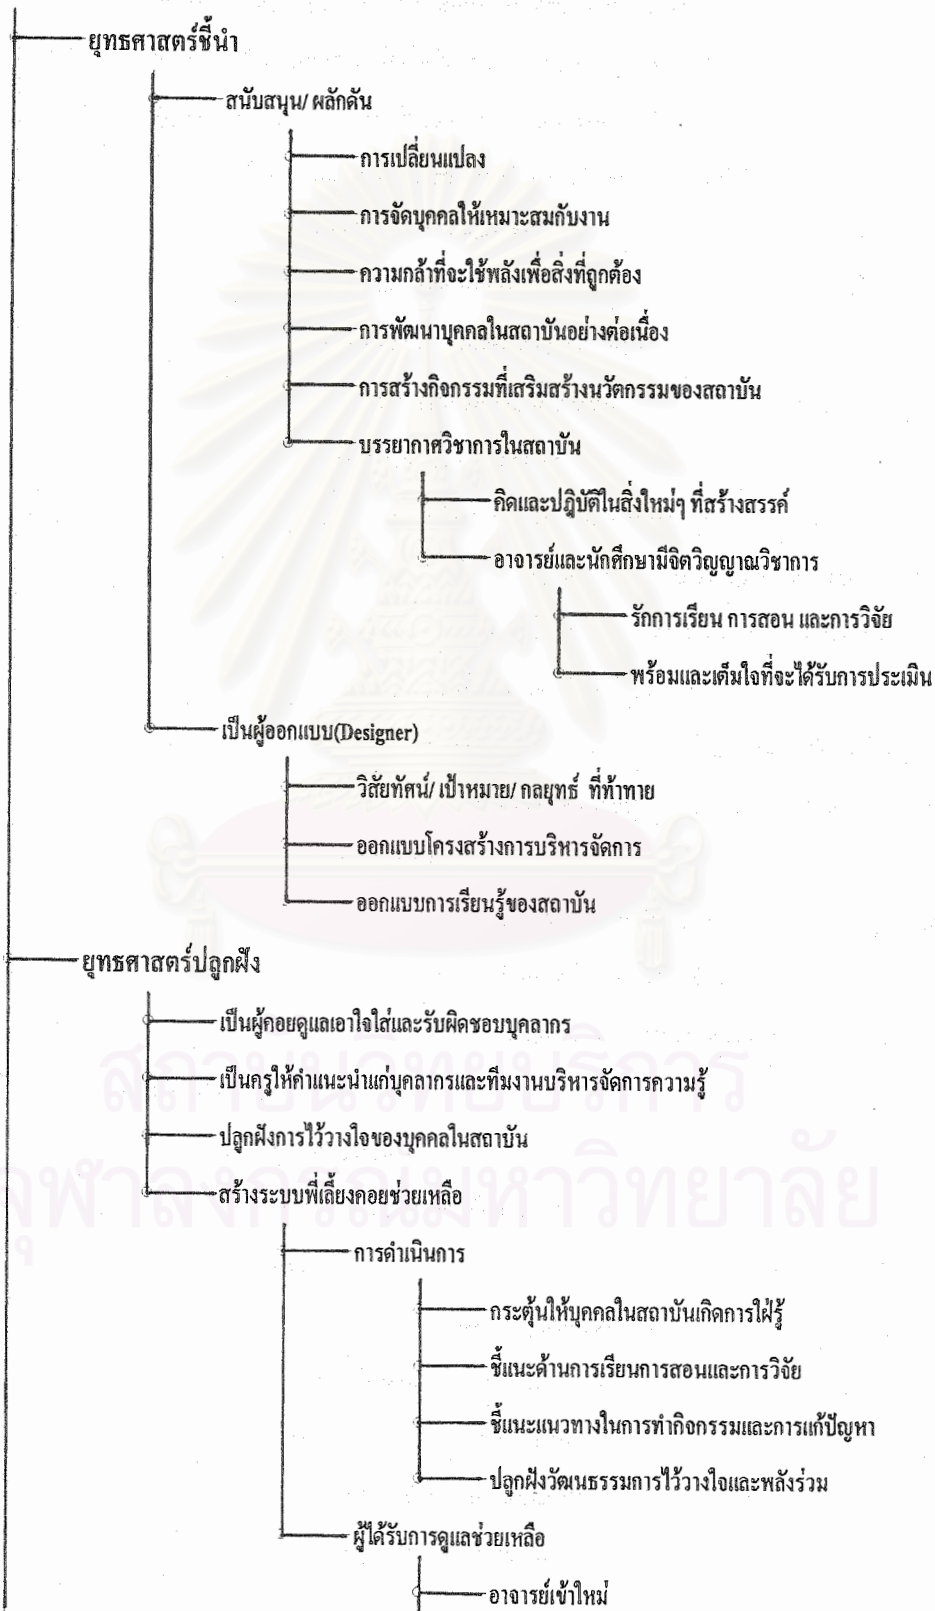 ยุทธศาสตร์ชี้นำ
สนับสนุน/ ผลักดัน
การเปลี่ยนแปลง
การจัดบุคคลให้เหมาะสมกับงาน
ความกล้าที่จะใช้พลังเพื่อสิ่งที่ถูกต้อง
การพัฒนาบุคคลในสถาบันอย่างต่อเนื่อง
การสร้างกิจกรรมที่เสริมสร้างนวัตกรรมของสถาบัน
บรรยากาศวิชาการในสถาบัน
คิดและปฏิบัติในสิ่งใหม่ๆ ที่สร้างสรรค์
อาจารย์และนักศึกษามีจิตวิญญาณวิชาการ
รักการเรียน การสอน และการวิจัย
พร้อมและเต็มใจที่จะได้รับการประเมิน
เป็นผู้ออกแบบ(Designer)
วิสัยทัศน์/ เป้าหมาย/ กลยุทธ์ ที่ท้าทาย
ออกแบบโครงสร้างการบริหารจัดการ
ออกแบบการเรียนรู้ของสถาบัน
ยุทธศาสตร์ปลูกฝัง
เป็นผู้คอยดูแลเอาใจใส่และรับผิดชอบบุคลากร
สถาบันวิทยบริการ
เป็นครูให้คำแนะนำแก่บุคลากรและทีมงานบริหารจัดการความรู้
ปลูกฝังการไว้วางใจของบุคคลในสถาบัน
จุฬาลงกรณ์มหาวิทยาลัย
สร้างระบบพี่เลี้ยงคอยช่วยเหลือ
การดำเนินการ
กระตุ้นให้บุคคลในสถาบันเกิดการใฝ่รู้
ชี้แนะด้านการเรียนการสอนและการวิจัย
ชี้แนะแนวทางในการทำกิจกรรมและการแก้ปัญหา
ปลูกฝังวัฒนธรรมการไว้วางใจและพลังร่วม
ผู้ได้รับการดูแลช่วยเหลือ
อาจารย์เข้าใหม่